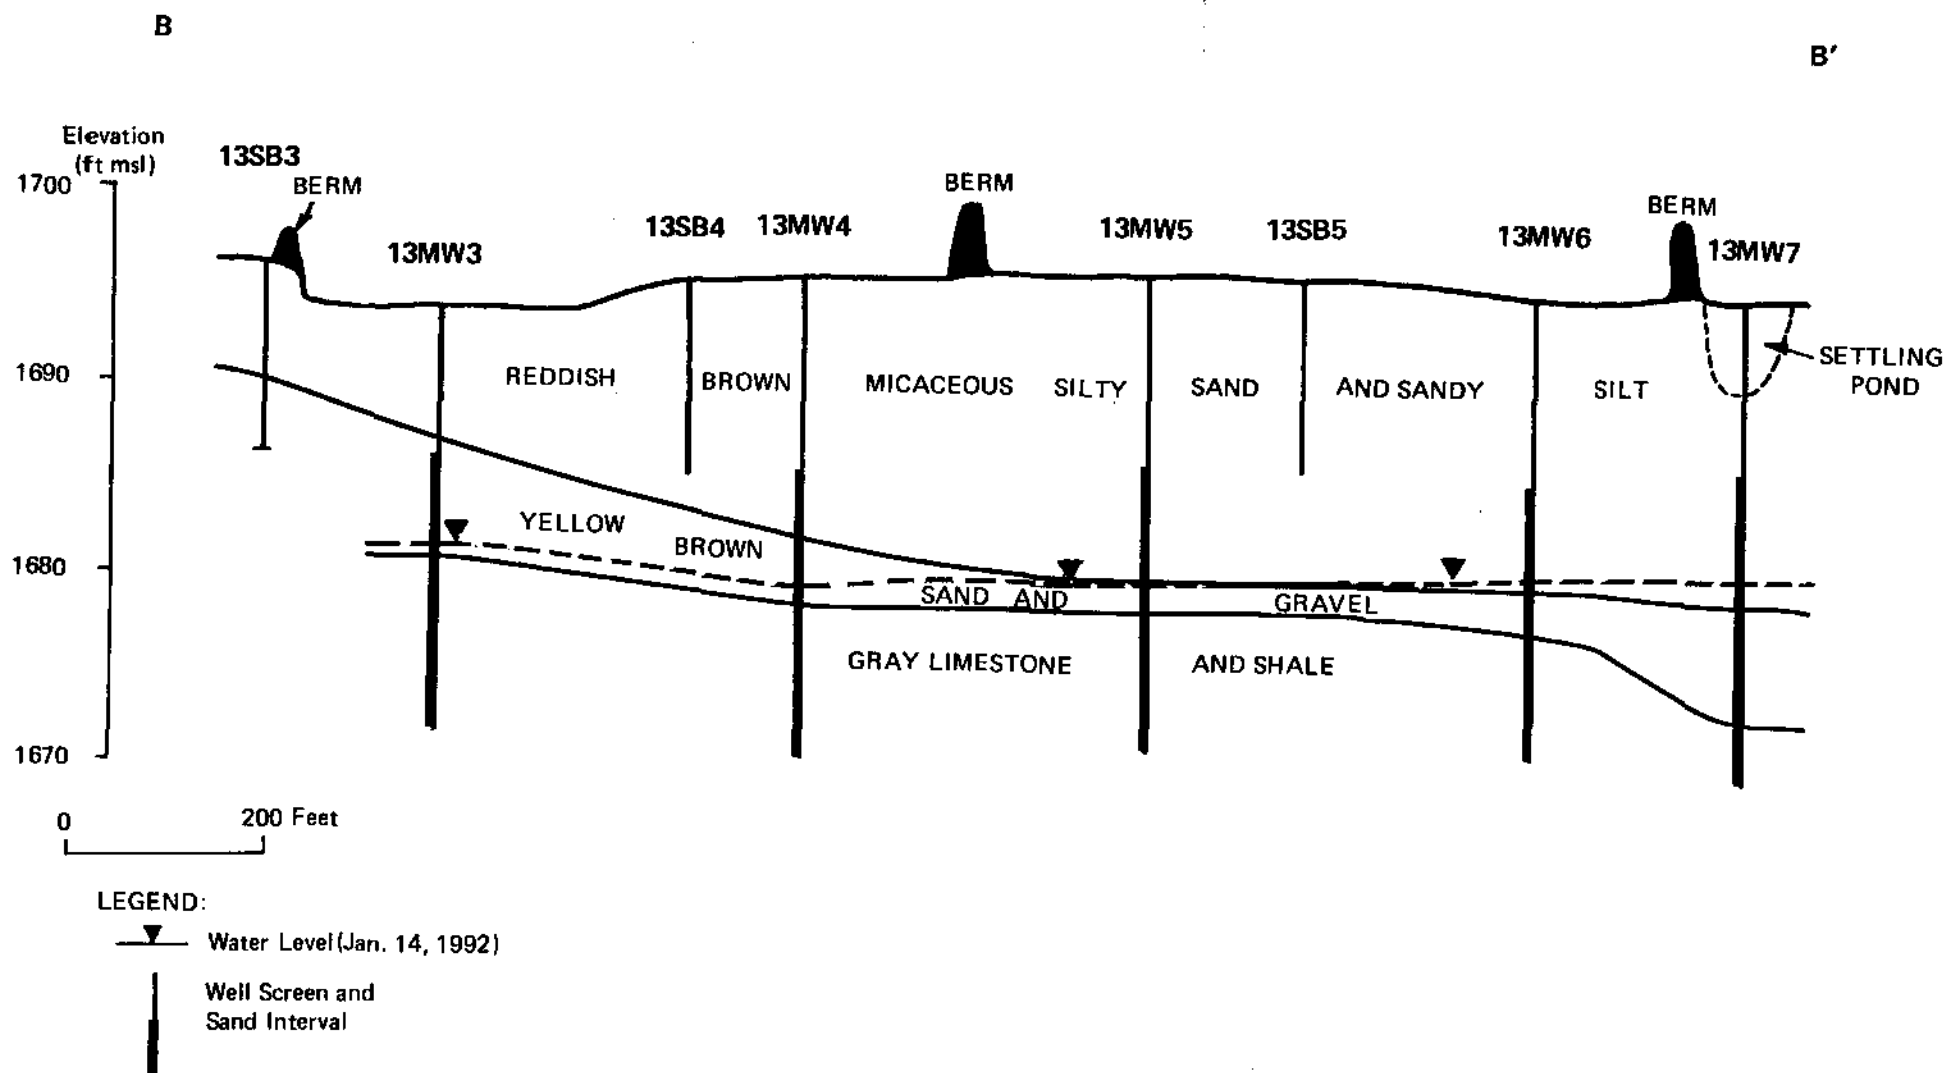 B
B′
Elevation
(ft msl)
1700
1690
1680
1670
13SB3
BERM
13MW3
13SB4
13MW4
BERM
13MW5
13SB5
13MW6
BERM
13MW7
REDDISH BROWN MICACEOUS SILTY SAND AND SANDY SILT
SETTLING
POND
YELLOW BROWN SAND AND GRAVEL
GRAY LIMESTONE AND SHALE
0 200 Feet
LEGEND:
Water Level (Jan. 14, 1992)
Well Screen and
Sand Interval